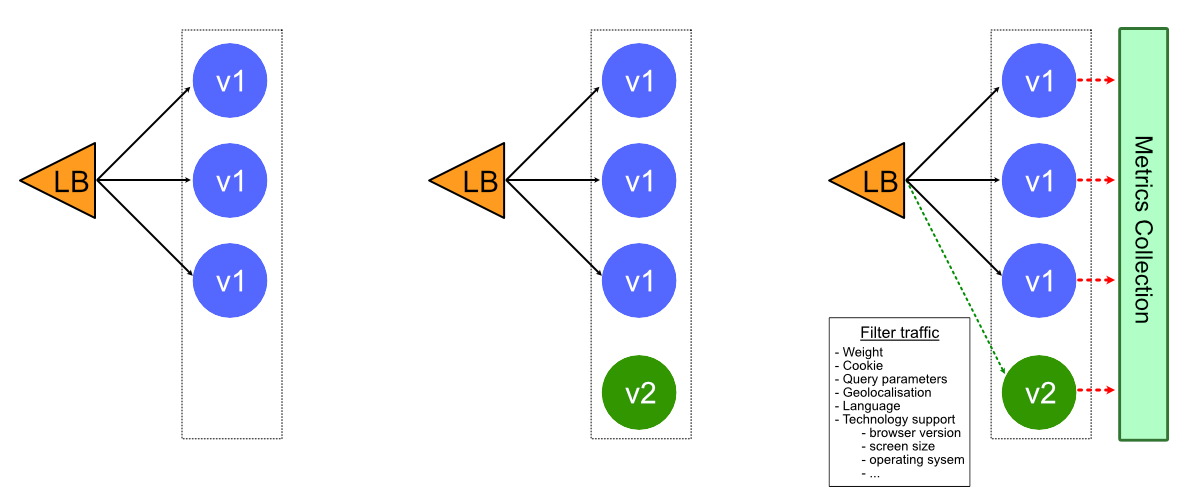 LB
v1
v1
v1
LB
v1
v1
v1
v2
LB
v1
v1
v1
v2
Metrics Collection
Filter traffic
- Weight
- Cookie
- Query parameters
- Geolocalisation
- Language
- Technology support
- browser version
- screen size
- operating sysem
- ...